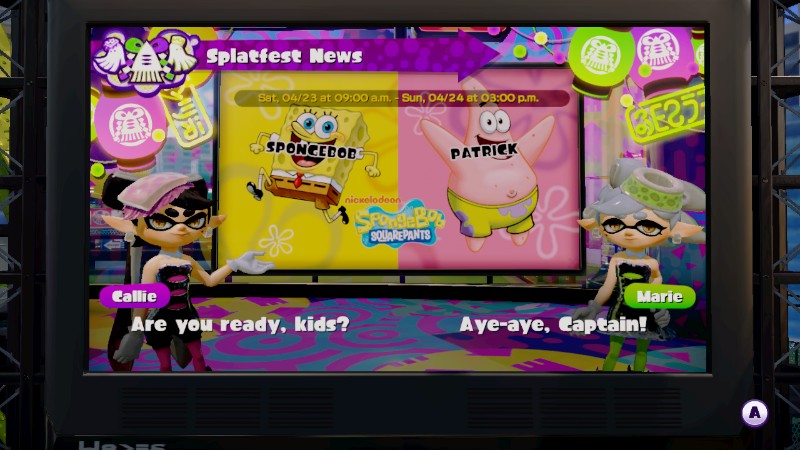 Splatfest News
Sat, 04/23 at 09:00 a.m. - Sun, 04/24 at 03:00 p.m.
SPONGEBOB
PATRICK
nickelodeon
SpongeBob
SQUAREPANTS
Callie
Marie
Are you ready, kids?
Aye-aye, Captain!
A